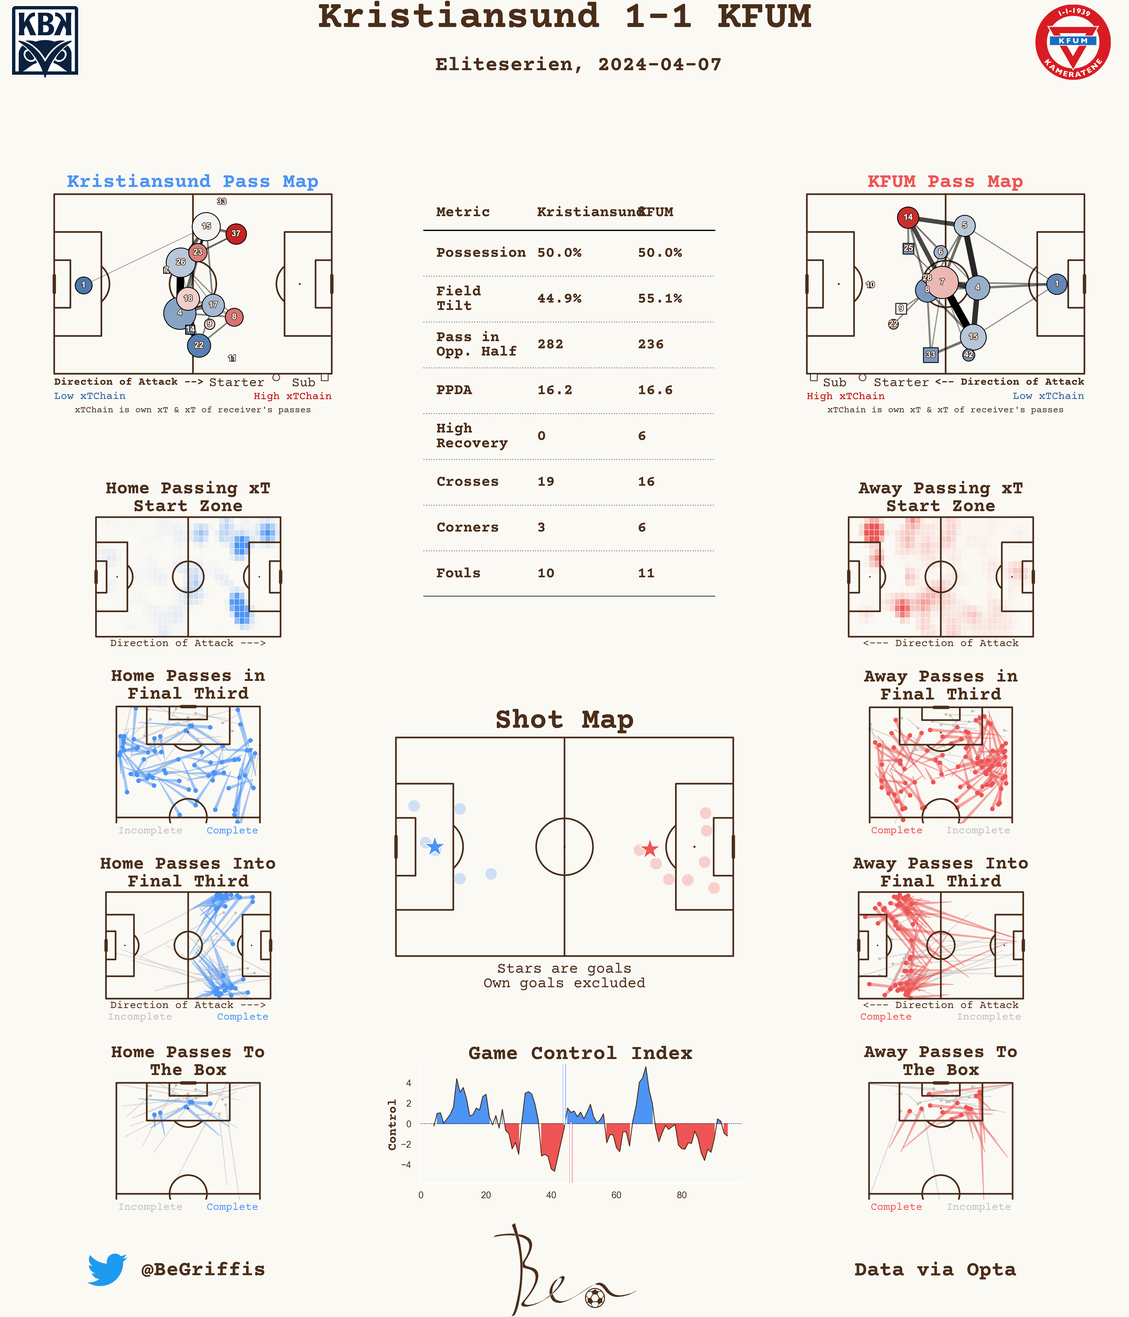 Kristiansund 1-1 KFUM
Eliteserien, 2024-04-07
KBK
1-1-1939
KFUM
KAMERATENE
Kristiansund Pass Map
33
15
37
23
26
1
18
17
4
8
9
14
22
11
Direction of Attack --> Starter Sub
Low xTChain High xTChain
xTChain is own xT & xT of receiver's passes
Metric Kristiansund KFUM
Possession 50.0% 50.0%
Field Tilt 44.9% 55.1%
Pass in Opp. Half 282 236
PPDA 16.2 16.6
High Recovery 0 6
Crosses 19 16
Corners 3 6
Fouls 10 11
KFUM Pass Map
14
5
25
6
28
7
10
8
4
1
9
22
15
33
42
Sub Starter <-- Direction of Attack
High xTChain Low xTChain
xTChain is own xT & xT of receiver's passes
Home Passing xT
Start Zone
Direction of Attack --->
Away Passing xT
Start Zone
<--- Direction of Attack
Home Passes in
Final Third
Incomplete Complete
Shot Map
Stars are goals
Own goals excluded
Away Passes in
Final Third
Complete Incomplete
Home Passes Into
Final Third
Direction of Attack --->
Incomplete Complete
Away Passes Into
Final Third
<--- Direction of Attack
Complete Incomplete
Home Passes To
The Box
Incomplete Complete
Game Control Index
Control
4
2
0
−2
−4
0 20 40 60 80
Away Passes To
The Box
Complete Incomplete
@BeGriffis
Ben
Data via Opta